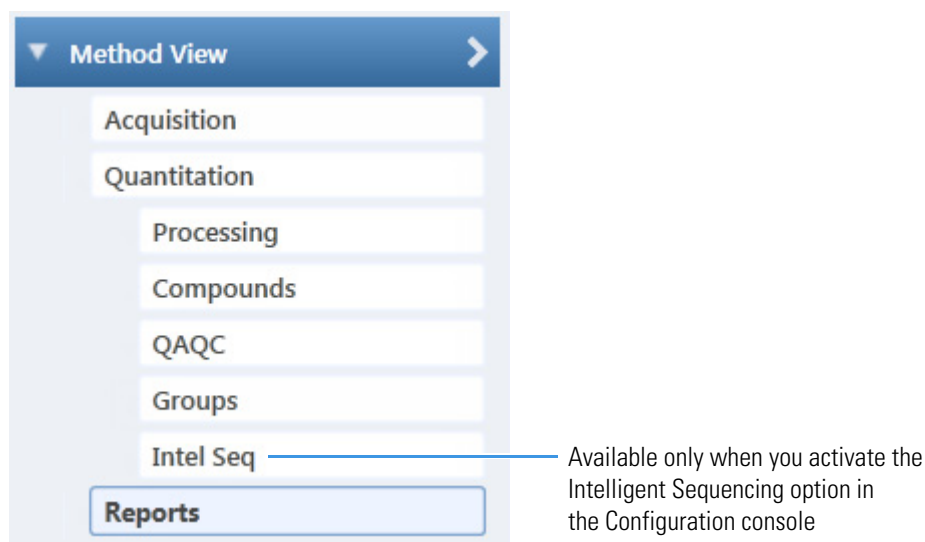 Method View
Acquisition
Quantitation
Processing
Compounds
QAQC
Groups
Intel Seq
Available only when you activate the
Intelligent Sequencing option in
the Configuration console
Reports